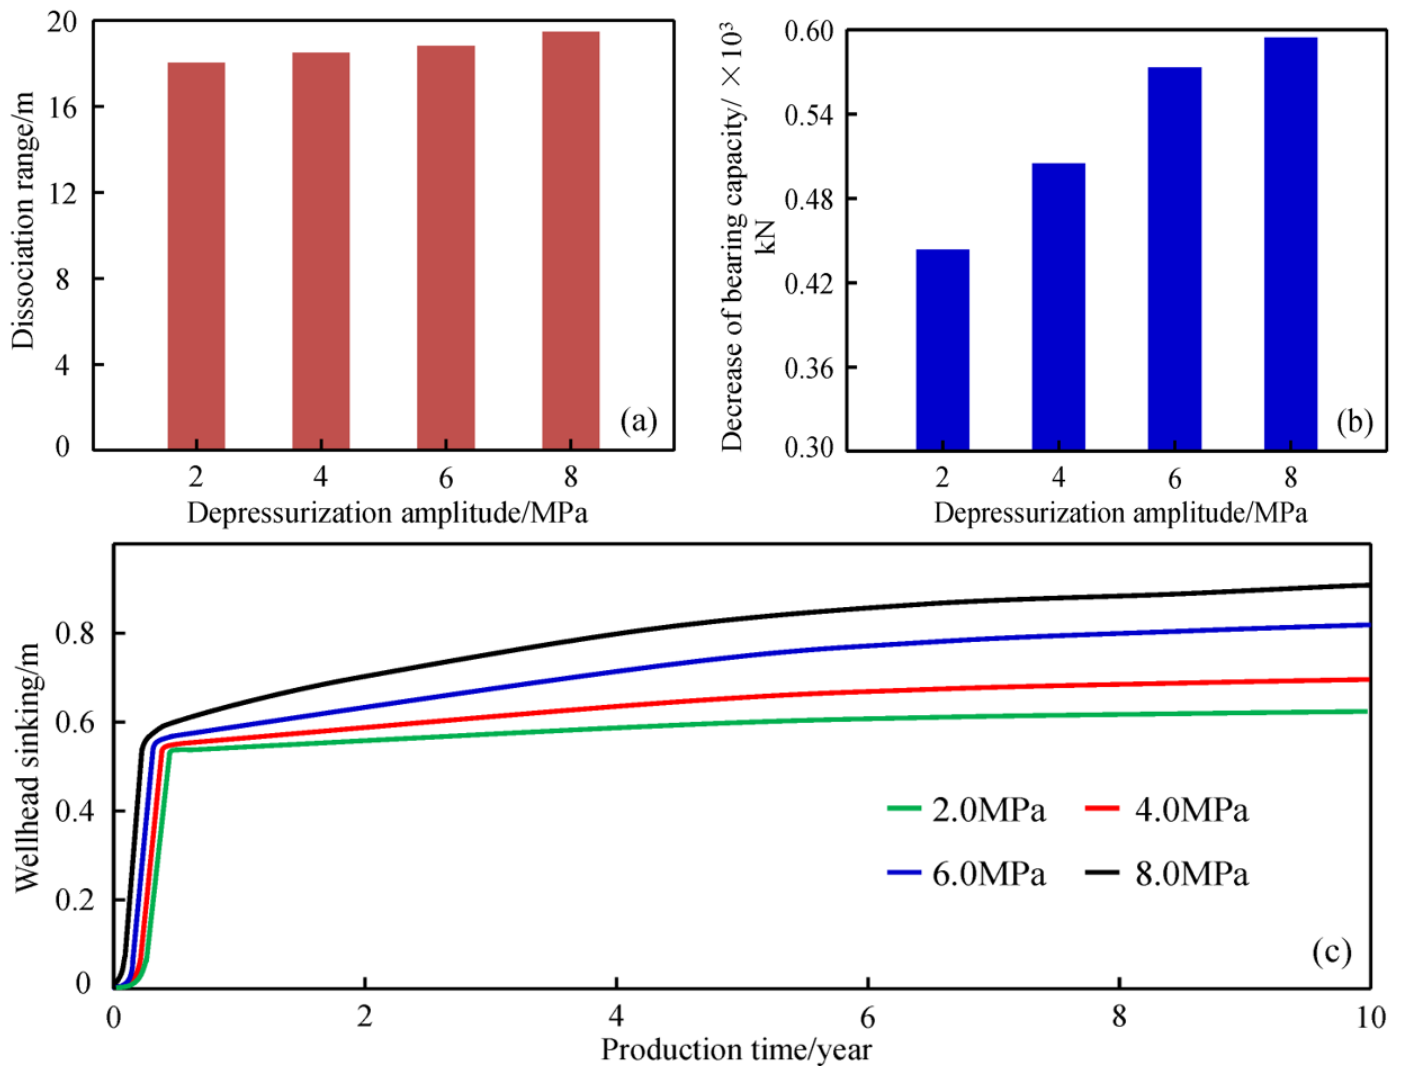 20
16
12
8
4
0
Dissociation range/m
2 4 6 8
Depressurization amplitude/MPa
(a)
0.60
0.54
0.48
0.42
0.36
0.30
Decrease of bearing capacity/ ×10³
kN
2 4 6 8
Depressurization amplitude/MPa
(b)
0.8
0.6
0.4
0.2
0
Wellhead sinking/m
2.0MPa 4.0MPa
6.0MPa 8.0MPa
(c)
0 2 4 6 8 10
Production time/year